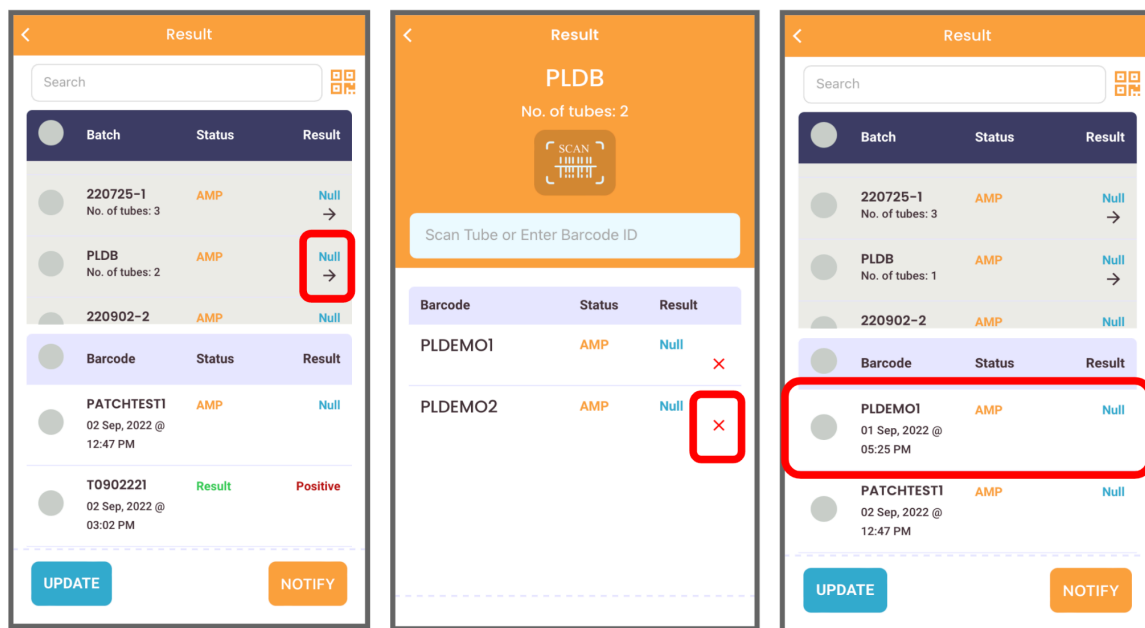 Result
Search
Batch Status Result
220725-1 AMP Null
No. of tubes: 3
PLDB AMP Null
No. of tubes: 2
220902-2 AMP Null
Barcode Status Result
PATCHTEST1 AMP Null
02 Sep, 2022 @
12:47 PM
T0902221 Result Positive
02 Sep, 2022 @
03:02 PM
UPDATE NOTIFY
Result
PLDB
No. of tubes: 2
SCAN
Scan Tube or Enter Barcode ID
Barcode Status Result
PLDEMO1 AMP Null
PLDEMO2 AMP Null
Result
Search
Batch Status Result
220725-1 AMP Null
No. of tubes: 3
PLDB AMP Null
No. of tubes: 1
220902-2 AMP Null
Barcode Status Result
PLDEMO1 AMP Null
01 Sep, 2022 @
05:25 PM
PATCHTEST1 AMP Null
02 Sep, 2022 @
12:47 PM
UPDATE NOTIFY